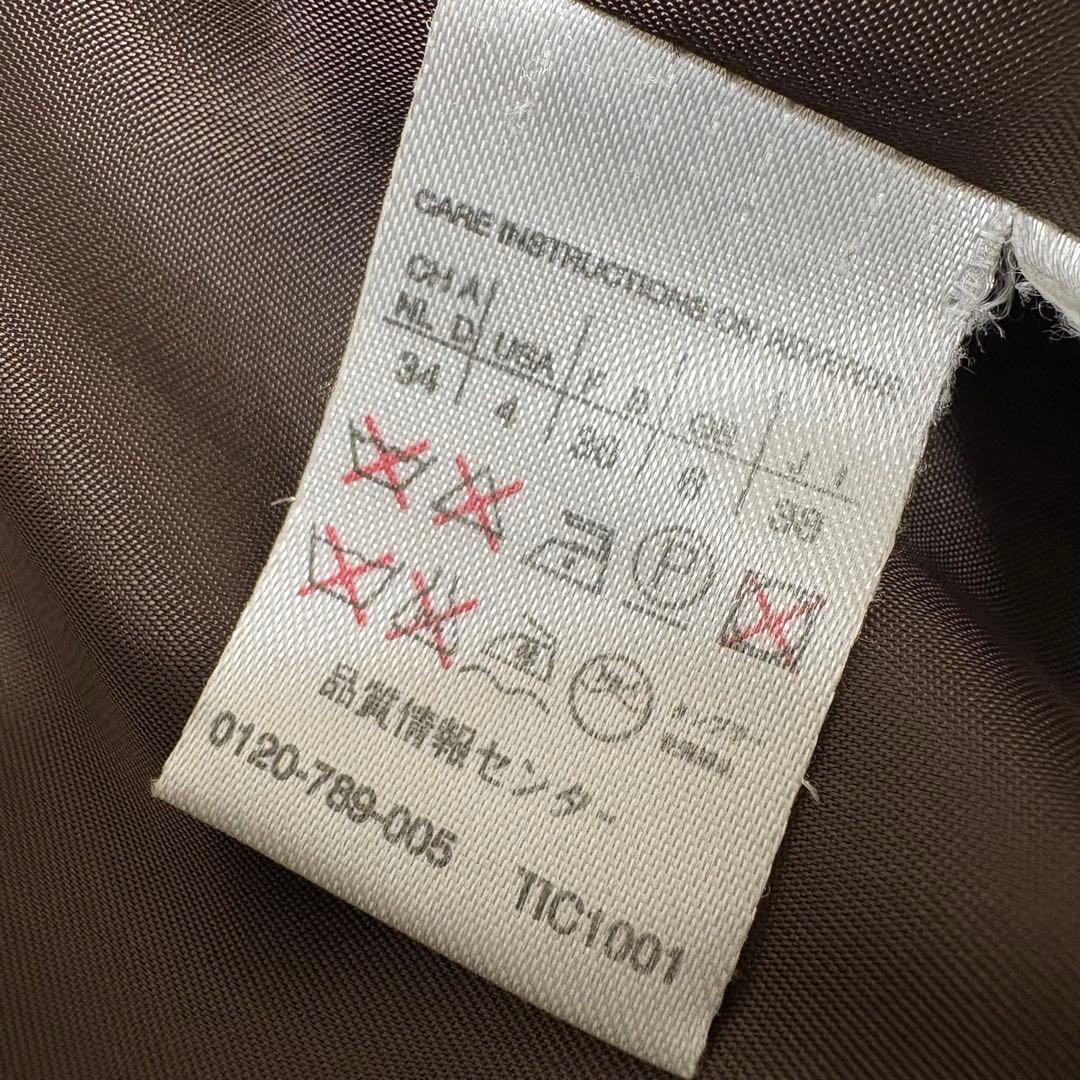 CARE INSTRUCTIONS ON REVERSE
CH A
NL D USA F B GB
34 4 36 6 38
P
品質情報センター
0120-789-005 TIC1001